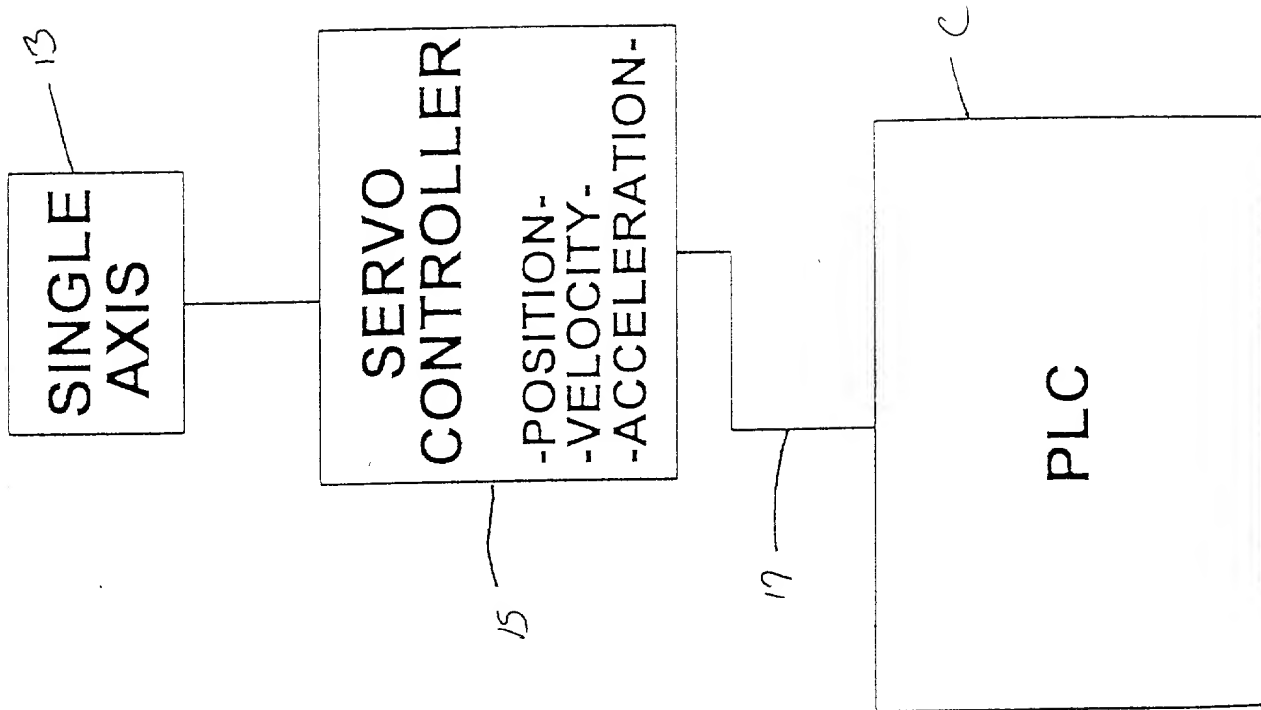 13
SINGLE
AXIS
SERVO
CONTROLLER
-POSITION-
-VELOCITY-
-ACCELERATION-
15
17
C
PLC